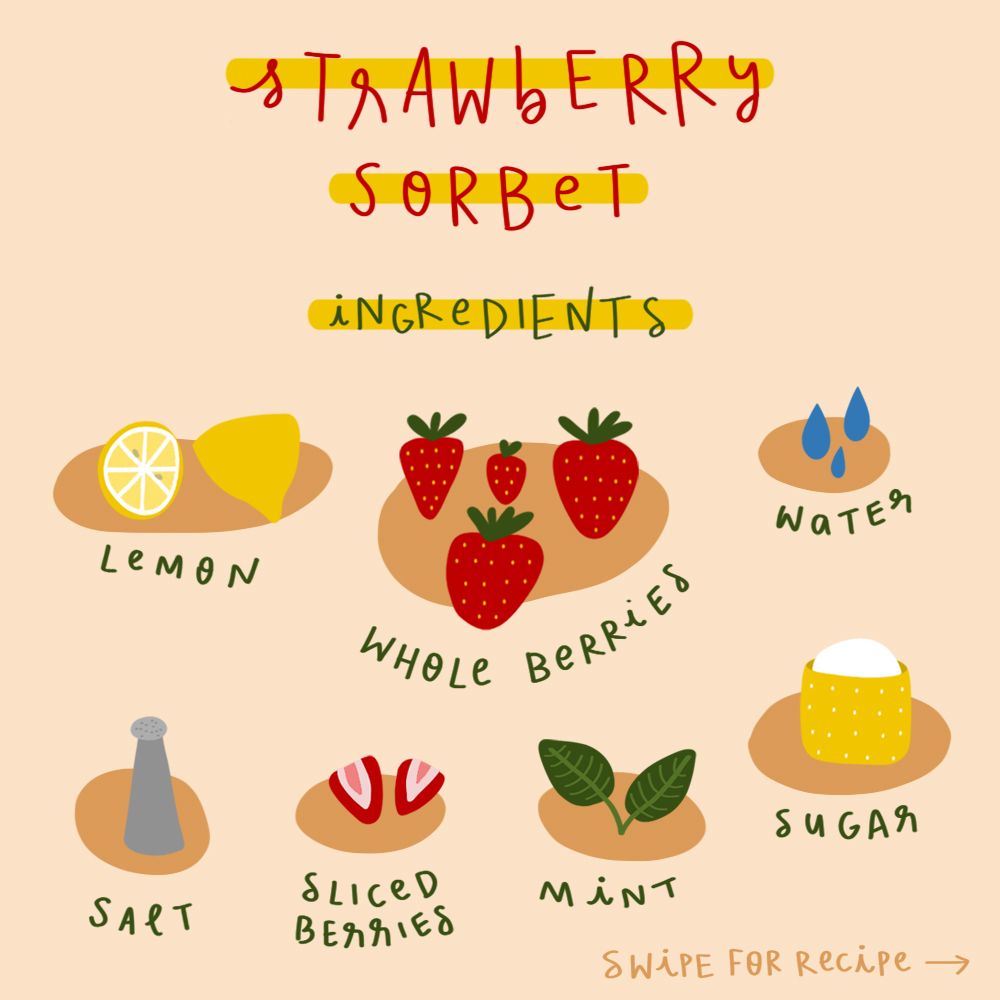 STRAWbERRy
SORBeT
iNGReDIENTS
LeMON
WHOLe BeRRiES
WaTER
SUGAR
SALT
SLICeD
BERRIES
MiNT
SWiPE FOR Recipe →